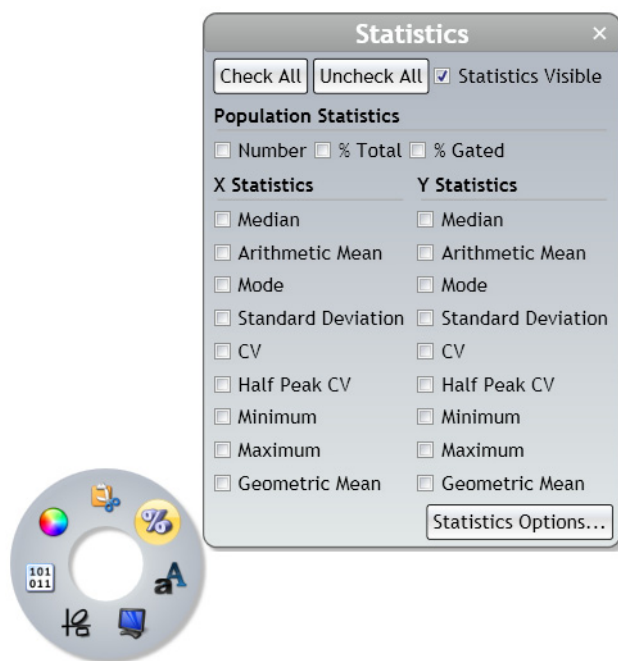 Statistics
Check All Uncheck All Statistics Visible
Population Statistics
Number % Total % Gated
X Statistics Y Statistics
Median Median
Arithmetic Mean Arithmetic Mean
Mode Mode
Standard Deviation Standard Deviation
CV CV
Half Peak CV Half Peak CV
Minimum Minimum
Maximum Maximum
Geometric Mean Geometric Mean
Statistics Options...
%
aA
101
011